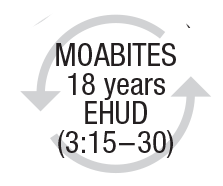 MOABITES
18 years
EHUD
(3:15–30)